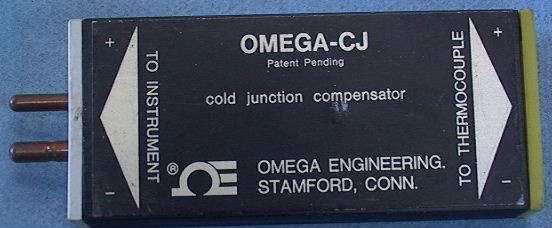 OMEGA-CJ
Patent Pending
cold junction compensator
OMEGA ENGINEERING.
STAMFORD, CONN.
+
TO INSTRUMENT
-
+
TO THERMOCOUPLE
-
®